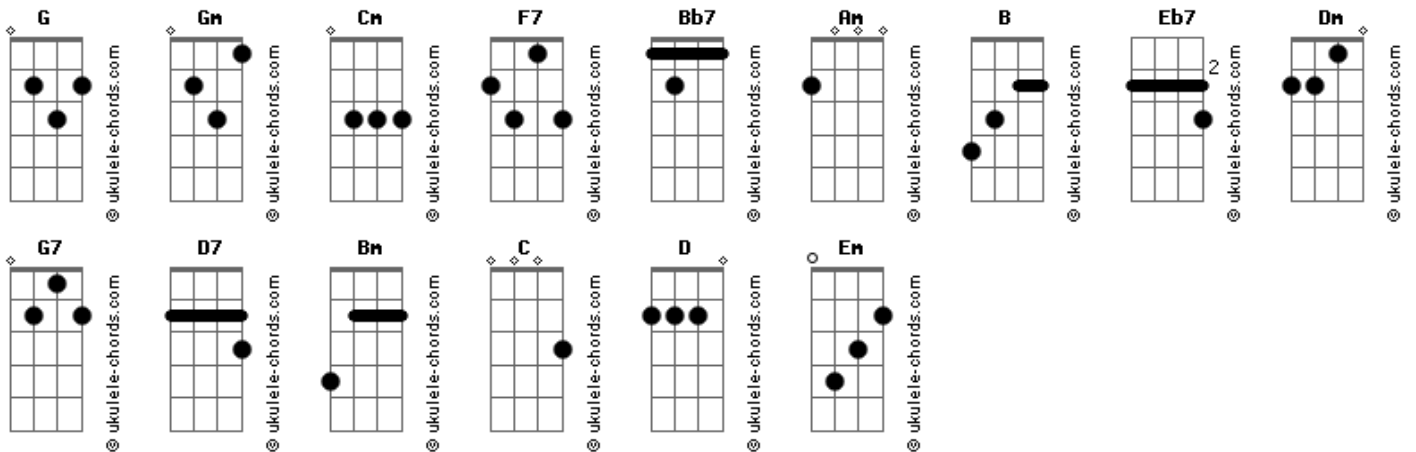 G Gm Cm F7 Bb7 Am B Eb7 Dm
2
© ukulele-chords.com © ukulele-chords.com © ukulele-chords.com © ukulele-chords.com © ukulele-chords.com © ukulele-chords.com © ukulele-chords.com © ukulele-chords.com © ukulele-chords.com
G7 D7 Bm C D Em
© ukulele-chords.com © ukulele-chords.com © ukulele-chords.com © ukulele-chords.com © ukulele-chords.com © ukulele-chords.com